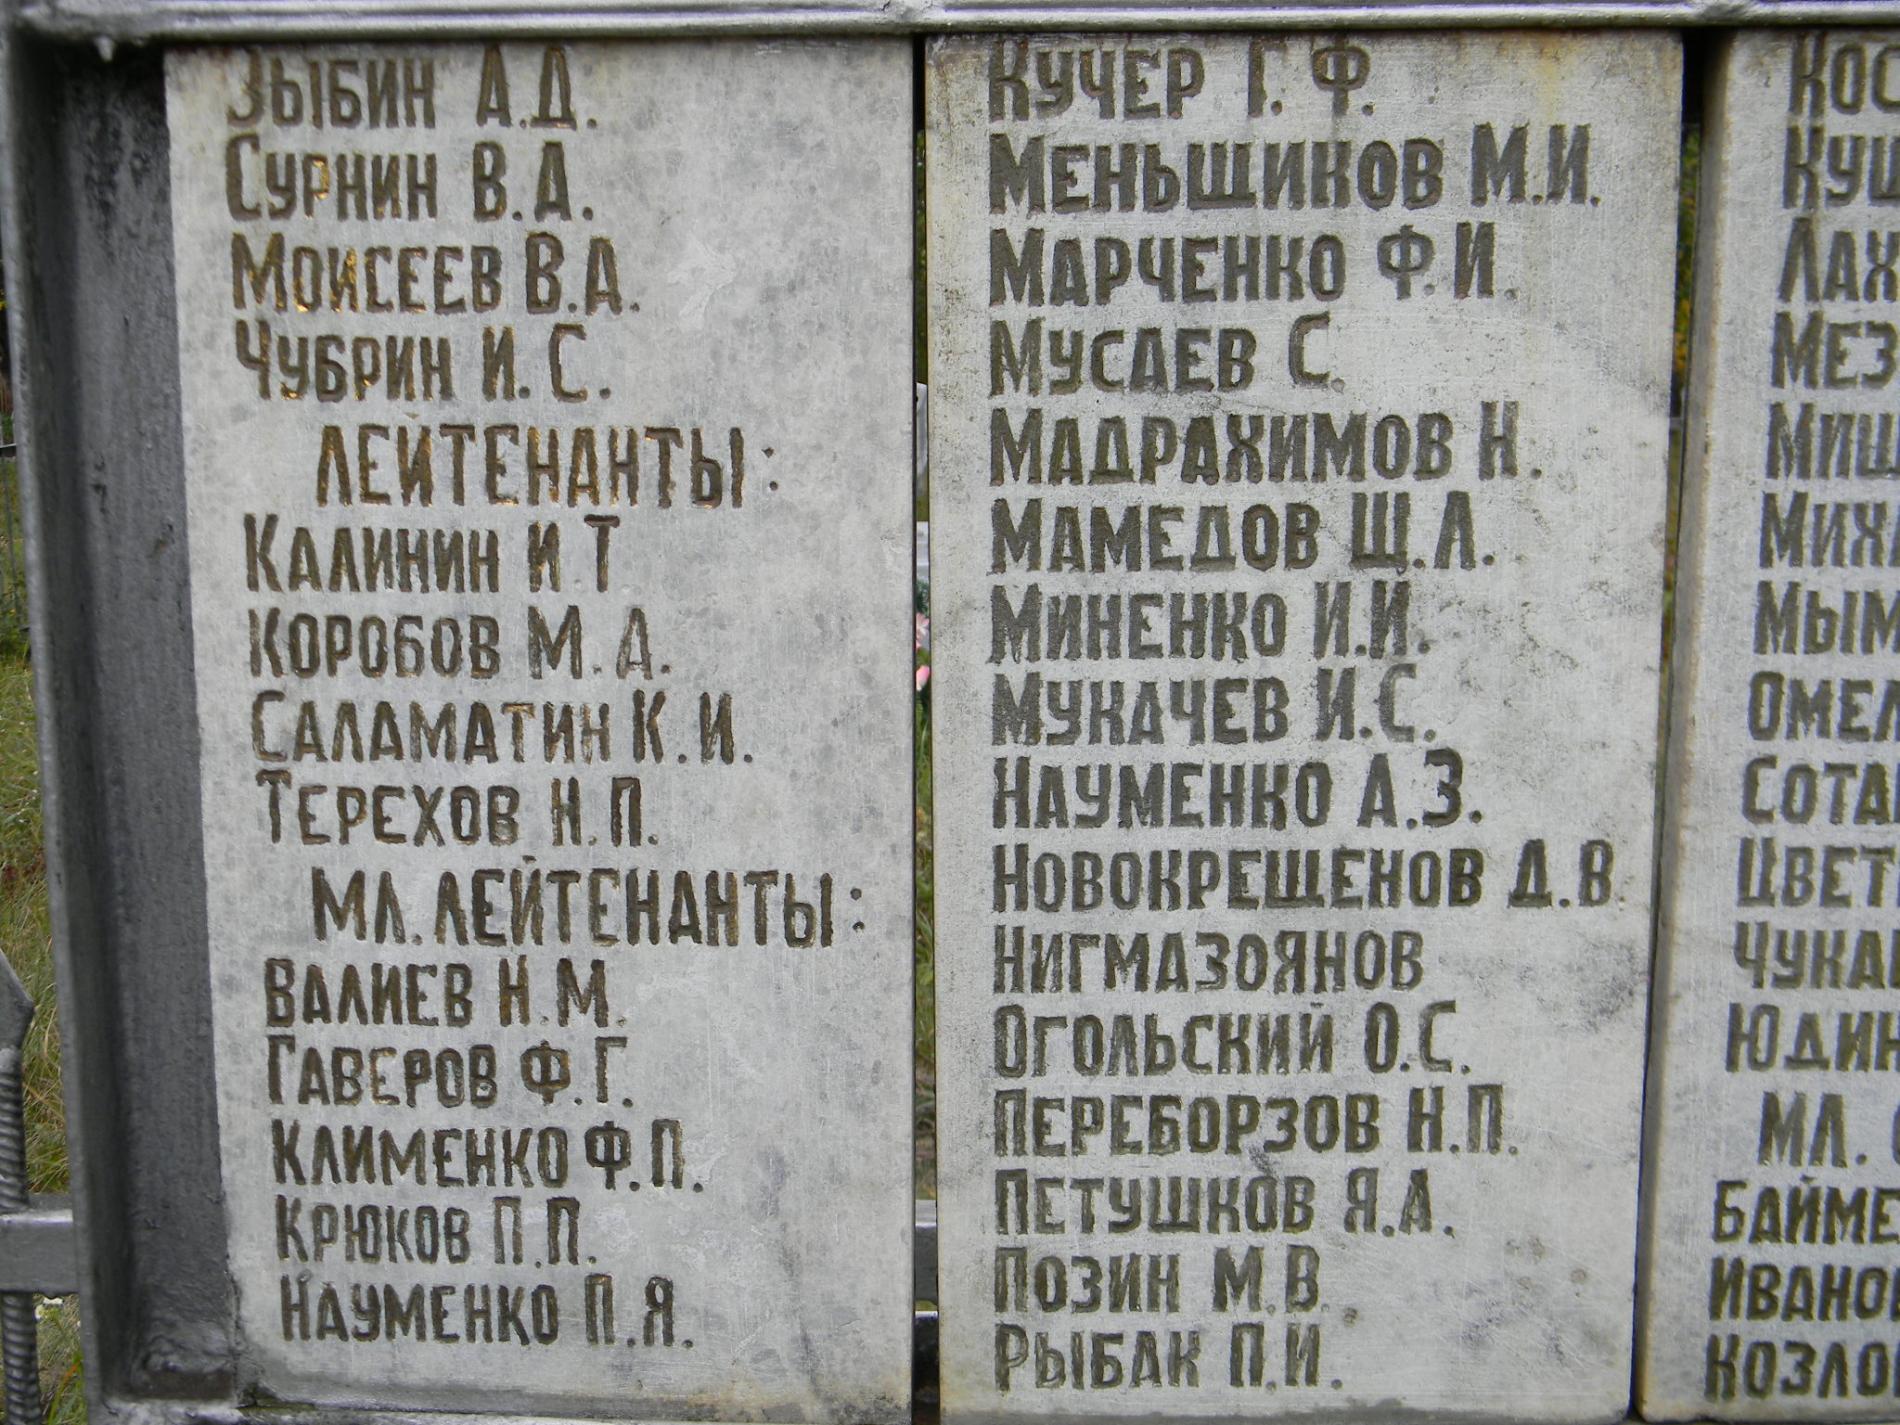 Зыбин А.Д.
Сурнин В.А.
Моисеев В.А.
Чубрин И.С.
ЛЕЙТЕНАНТЫ:
Калинин И Т
Коробов М.А.
Саламатин К.И.
Терехов Н.П.
МЛ. ЛЕЙТЕНАНТЫ:
Валиев Н.М.
Гаверов Ф.Г.
Клименко Ф.П.
Крюков П.П.
Науменко П.Я.
Кучер Г.Ф.
Меньщиков М.И.
Марченко Ф.И.
Мусаев С.
Мадрахимов Н.
Мамедов Щ.А.
Миненко И.И.
Мукачев И.С.
Науменко А.З.
Новокрещенов Д.В.
Нигмазоянов
Огольский О.С.
Переборзов Н.П.
Петушков Я.А.
Позин М.В.
Рыбак П.И.
МЛ.